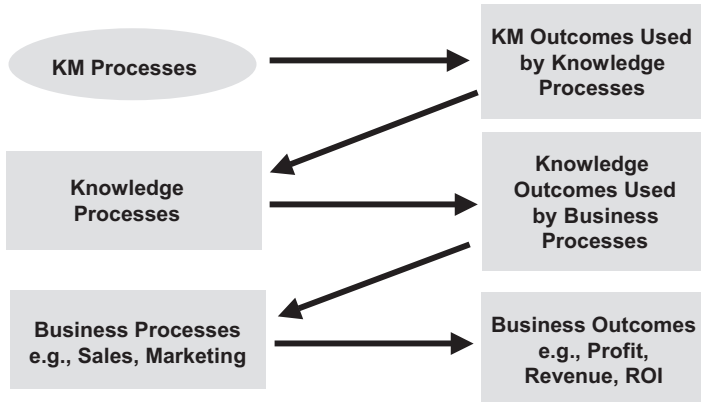 KM Processes
KM Outcomes Used
by Knowledge
Processes
Knowledge
Processes
Knowledge
Outcomes Used
by Business
Processes
Business Processes
e.g., Sales, Marketing
Business Outcomes
e.g., Profit,
Revenue, ROI